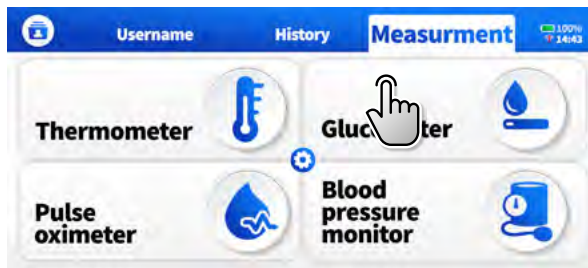 Username History Measurment 100%
14:43
Thermometer
Pulse
oximeter
Blood
pressure
monitor